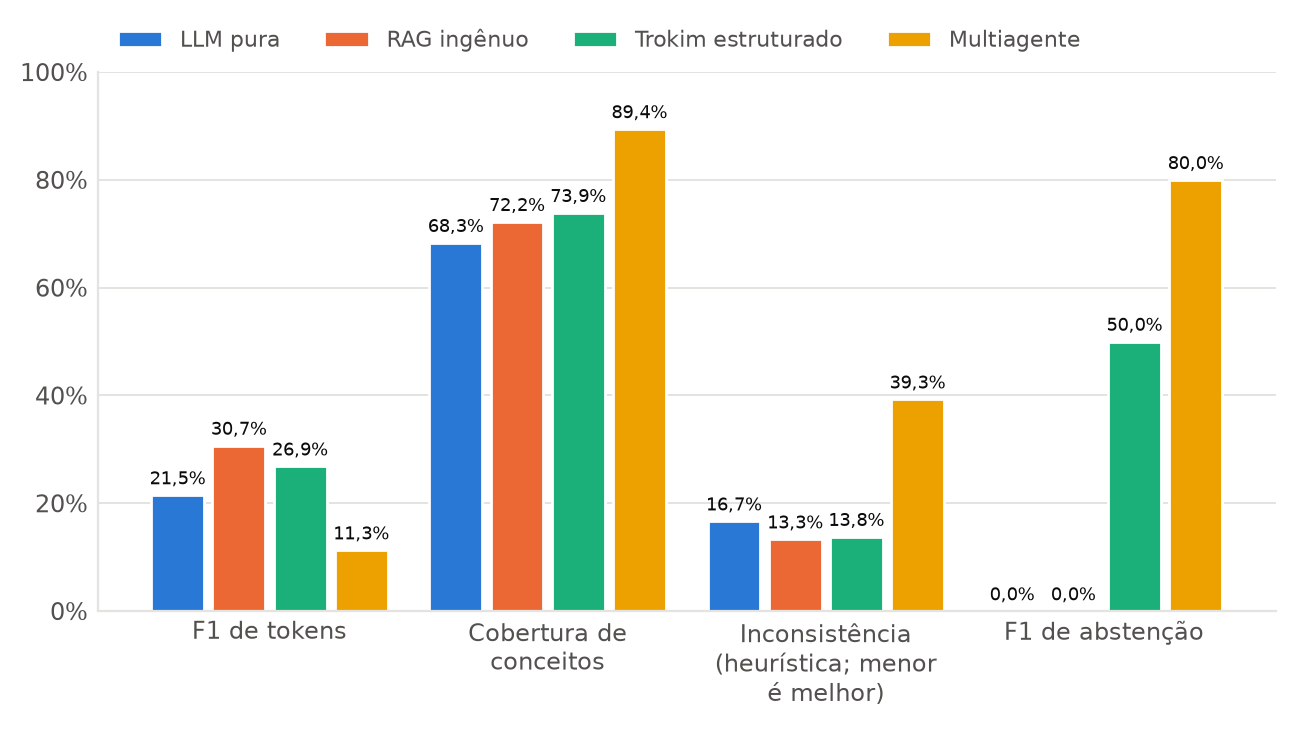 LLM pura RAG ingênuo Trokim estruturado Multiagente
100%
80%
60%
40%
20%
0%
21,5% 30,7% 26,9% 11,3%
68,3% 72,2% 73,9% 89,4%
16,7% 13,3% 13,8% 39,3%
0,0% 0,0% 50,0% 80,0%
F1 de tokens
Cobertura de
conceitos
Inconsistência
(heurística; menor
é melhor)
F1 de abstenção